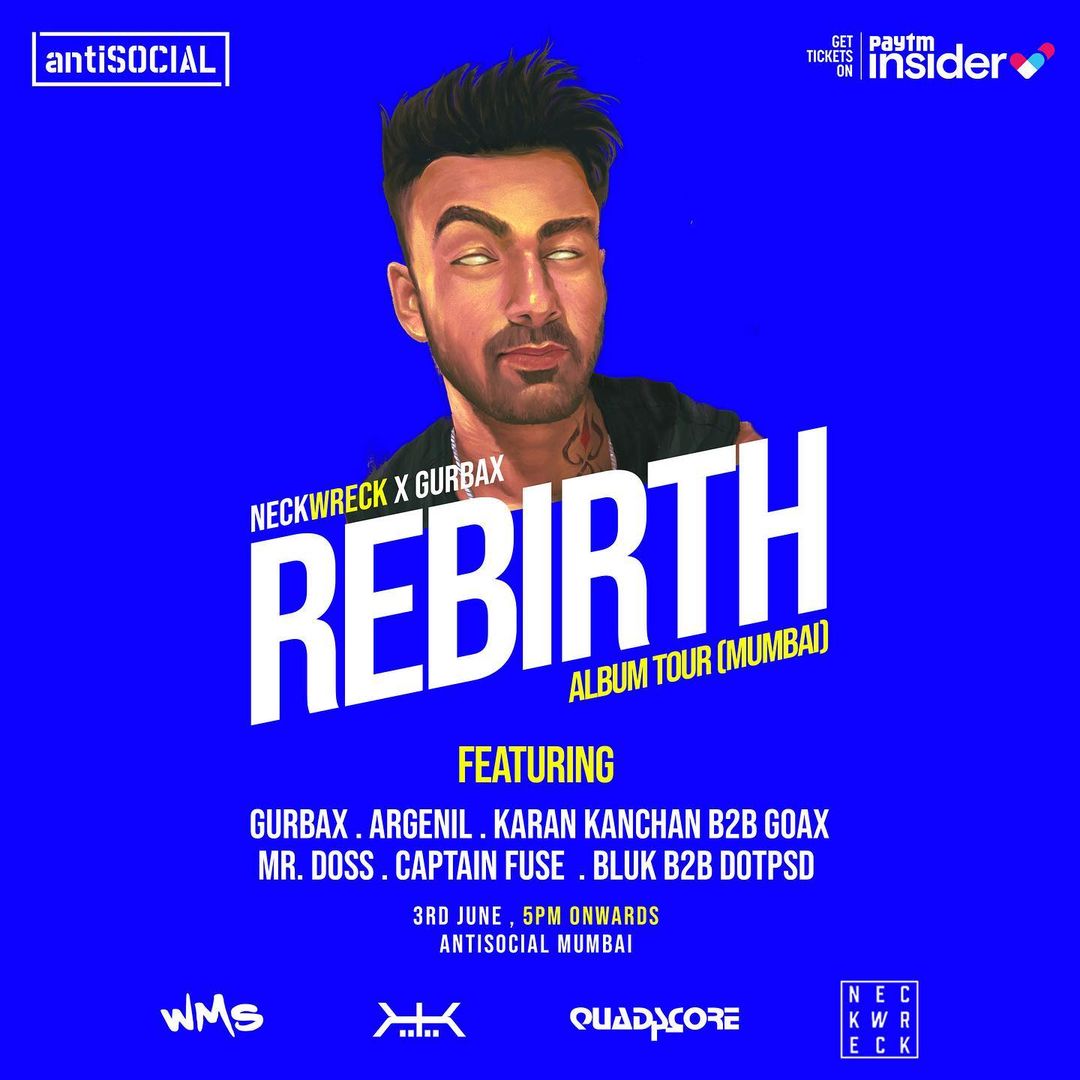 antiSOCIAL
GET
TICKETS
ON
paytm
insider
NECKWRECK X GURBAX
REBIRTH
ALBUM TOUR (MUMBAI)
FEATURING
GURBAX . ARGENIL . KARAN KANCHAN B2B GOAX
MR. DOSS . CAPTAIN FUSE . BLUK B2B DOTPSD
3RD JUNE , 5PM ONWARDS
ANTISOCIAL MUMBAI
WMS
QUADPSCORE
NEC
KWR
ECK